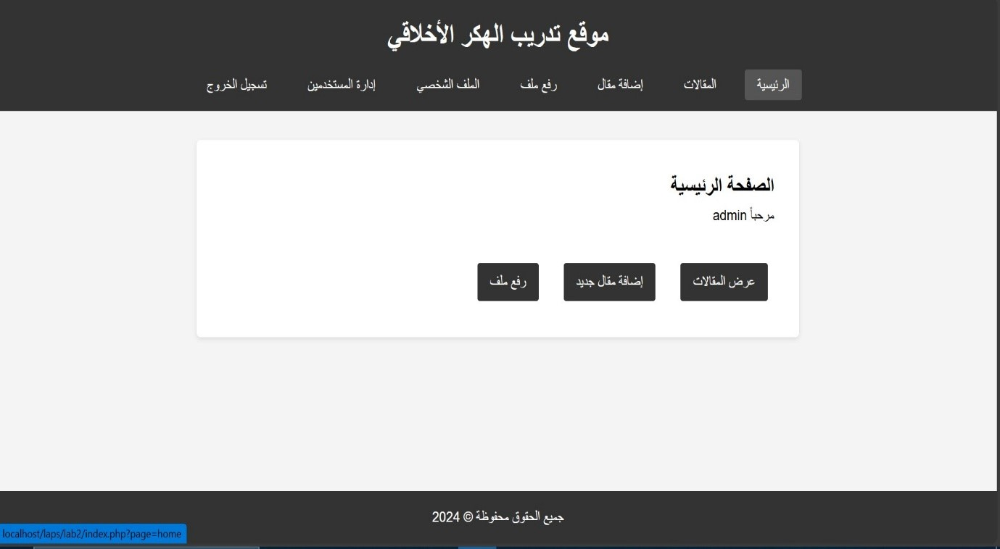 موقع تدريب الهكر الأخلاقي
الرئيسية المقالات إضافة مقال رفع ملف الملف الشخصي إدارة المستخدمين تسجيل الخروج
الصفحة الرئيسية
مرحباً admin
عرض المقالات إضافة مقال جديد رفع ملف
جميع الحقوق محفوظة © 2024
localhost/laps/lab2/index.php?page=home